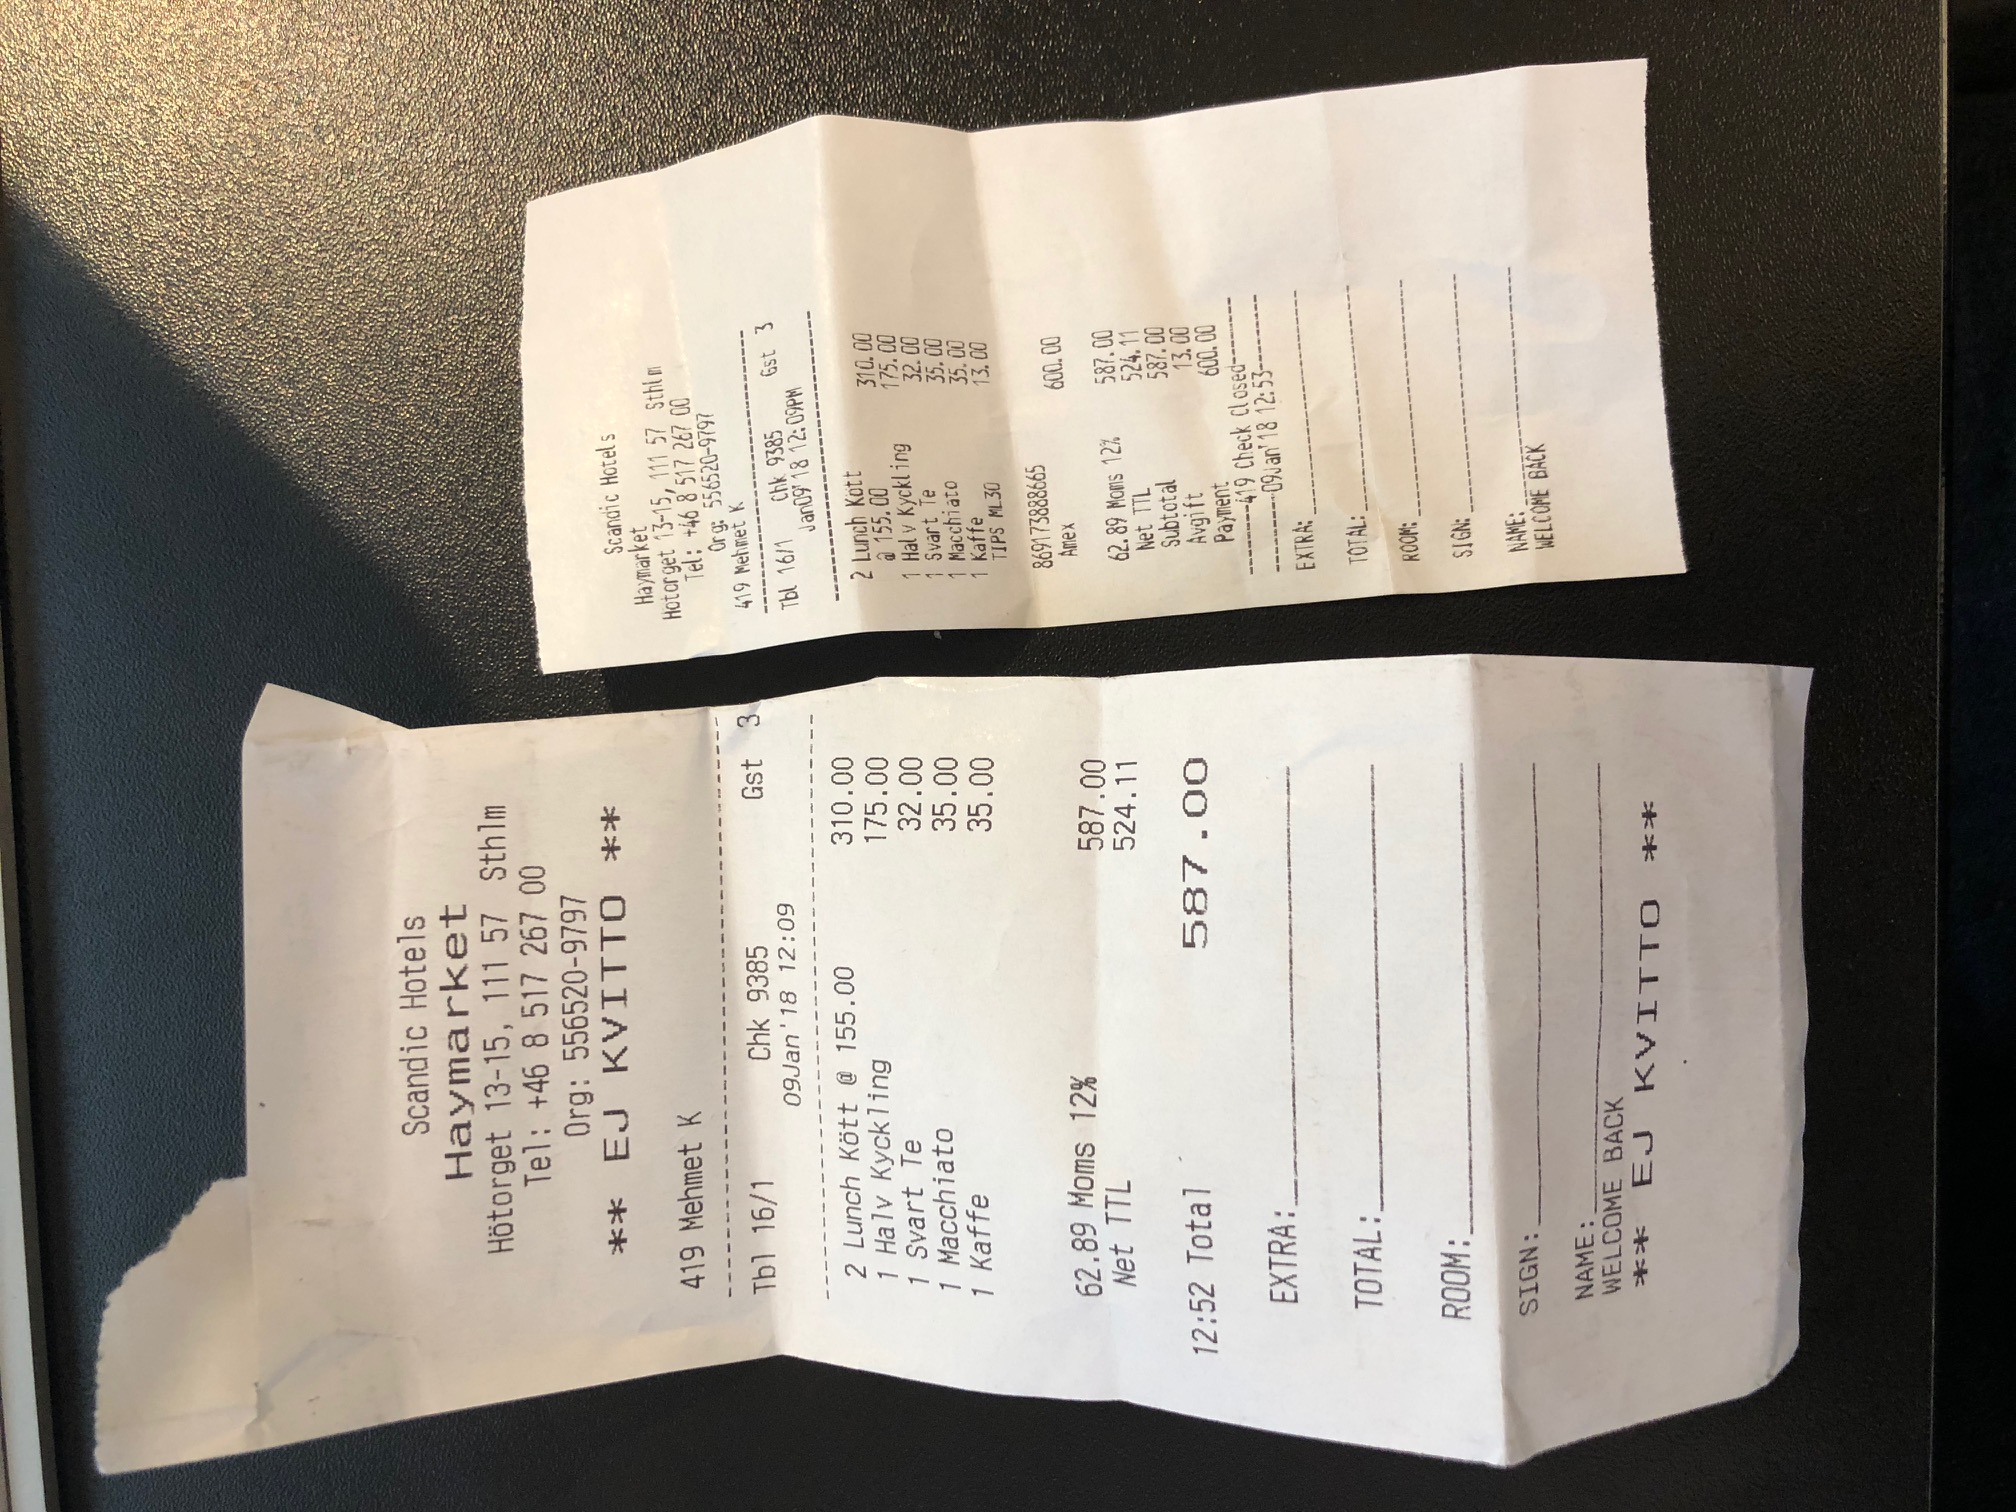 Scandic Hotels
Haymarket
Hötorget 13-15, 111 57 Sthlm
Tel: +46 8 517 267 00
Org: 556520-9797
** EJ KVITTO **
419 Mehmet K
Tbl 16/1 Chk 9385 Gst 3
09Jan'18 12:09
2 Lunch Kött @ 155.00 310.00
1 Halv Kyckling 175.00
1 Svart Te 32.00
1 Macchiato 35.00
1 Kaffe 35.00
62.89 Moms 12% 587.00
Net TTL 524.11
12:52 Total 587.00
EXTRA:
TOTAL:
ROOM:
SIGN:
NAME:
WELCOME BACK
** EJ KVITTO **
Scandic Hotels
Haymarket
Hotorget 13-15, 111 57 Sthlm
Tel: +46 8 517 267 00
Org: 556520-9797
419 Mehmet K
Tbl 16/1 Chk 9385 Gst 3
Jan09'18 12:09PM
2 Lunch Kott
@ 155.00 310.00
1 Halv Kyckling 175.00
1 Svart Te 32.00
1 Macchiato 35.00
1 Kaffe 35.00
TIPS ML30 13.00
869173888665
Amex 600.00
62.89 Moms 12% 587.00
Net TTL 524.11
Subtotal 587.00
Avgift 13.00
Payment 600.00
--------419 Check Closed--------
---------09Jan'18 12:53---------
EXTRA:
TOTAL:
ROOM:
SIGN:
NAME:
WELCOME BACK